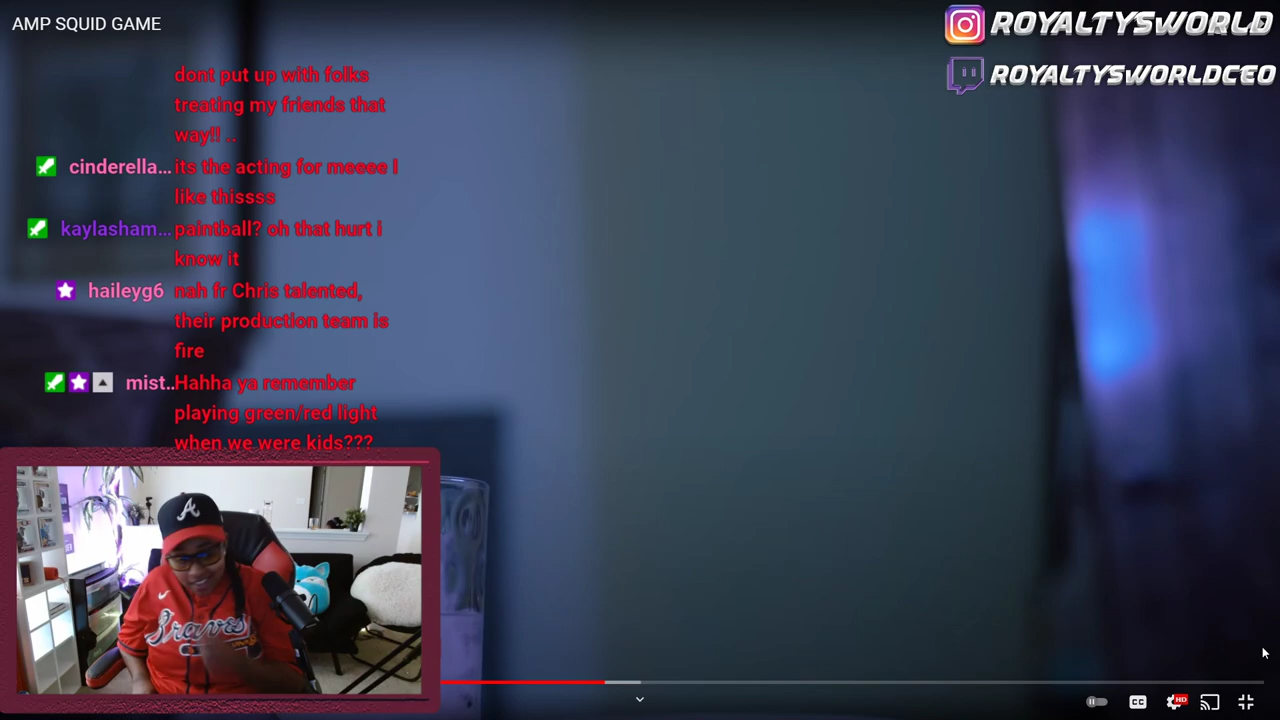 AMP SQUID GAME
ROYALTYSWORLD
ROYALTYSWORLDCEO
dont put up with folks
treating my friends that
way!! ..
cinderella... its the acting for meeee I
like thissss
kaylasham... paintball? oh that hurt i
know it
haileyg6 nah fr Chris talented,
their production team is
fire
mist... Hahha ya remember
playing green/red light
when we were kids???
A
Braves
CC
HD